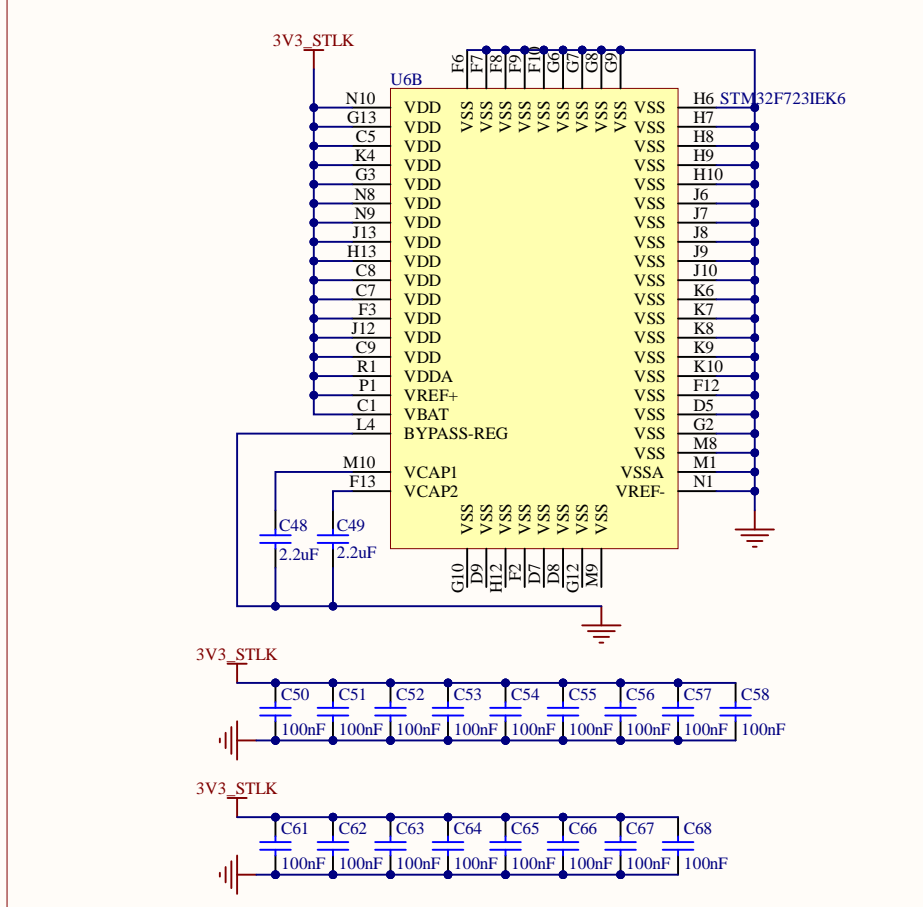 3V3_STLK
F6 F7 F8 F9 F10 G6 G7 G8 G9
U6B
VSS VSS VSS VSS VSS VSS VSS VSS VSS
N10 VDD VSS H6 STM32F723IEK6
G13 VDD VSS H7
C5 VDD VSS H8
K4 VDD VSS H9
G3 VDD VSS H10
N8 VDD VSS J6
N9 VDD VSS J7
J13 VDD VSS J8
H13 VDD VSS J9
C8 VDD VSS J10
C7 VDD VSS K6
F3 VDD VSS K7
J12 VDD VSS K8
C9 VDD VSS K9
R1 VDDA VSS K10
P1 VREF+ VSS F12
C1 VBAT VSS D5
L4 BYPASS-REG VSS G2
VSS M8
M10 VCAP1 VSSA M1
F13 VCAP2 VREF- N1
VSS VSS VSS VSS VSS VSS VSS VSS
C48 C49
2.2uF 2.2uF
G10 D9 H12 F2 D7 D8 G12 M9
3V3_STLK
C50 C51 C52 C53 C54 C55 C56 C57 C58
100nF 100nF 100nF 100nF 100nF 100nF 100nF 100nF 100nF
3V3_STLK
C61 C62 C63 C64 C65 C66 C67 C68
100nF 100nF 100nF 100nF 100nF 100nF 100nF 100nF